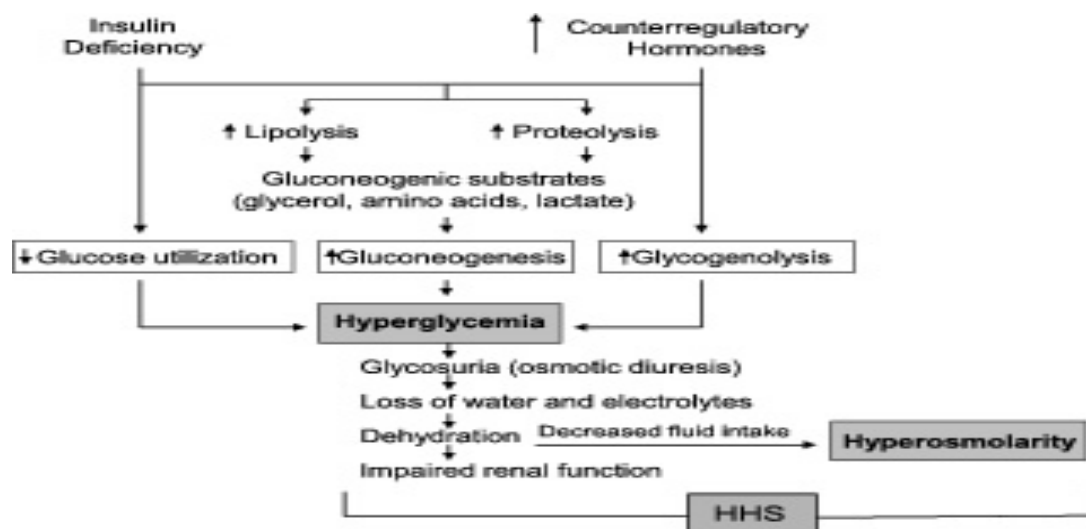 Insulin
Deficiency
↑ Counterregulatory
Hormones
↑ Lipolysis
↑ Proteolysis
Gluconeogenic substrates
(glycerol, amino acids, lactate)
↓Glucose utilization
↑Gluconeogenesis
↑Glycogenolysis
Hyperglycemia
Glycosuria (osmotic diuresis)
Loss of water and electrolytes
Dehydration
Decreased fluid intake
Hyperosmolarity
Impaired renal function
HHS